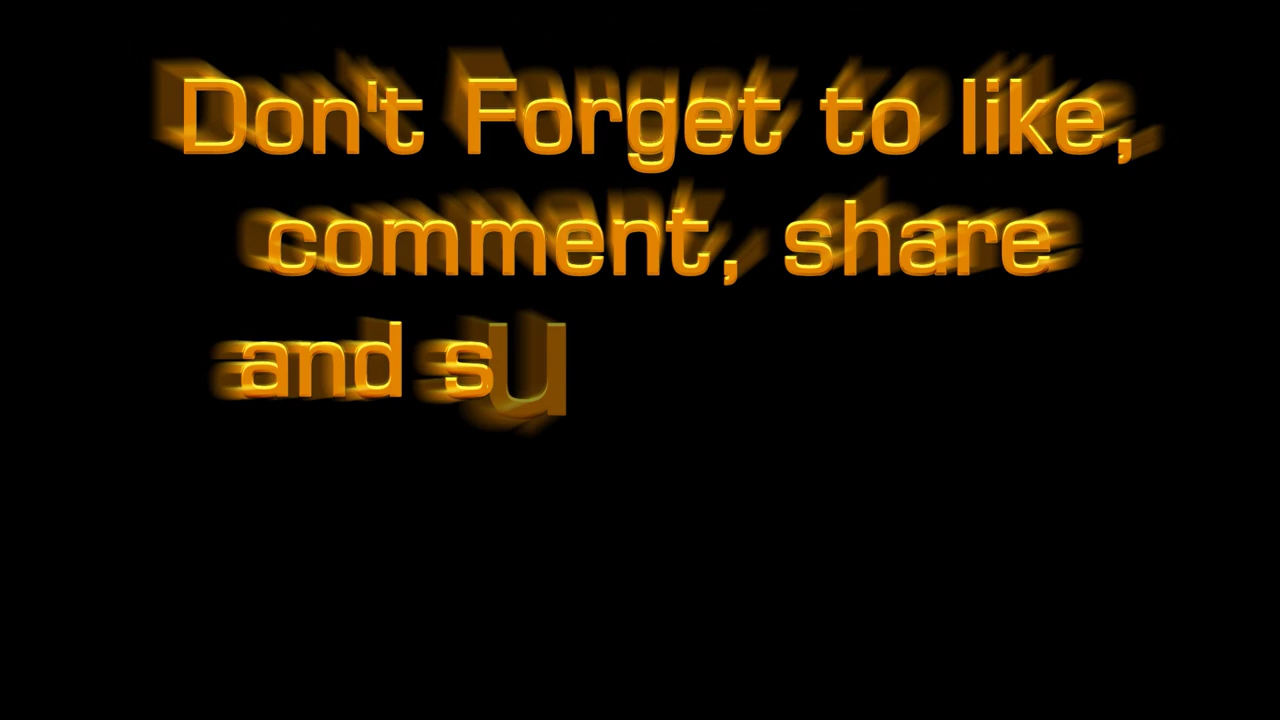 Don't Forget to like,
comment, share
and su